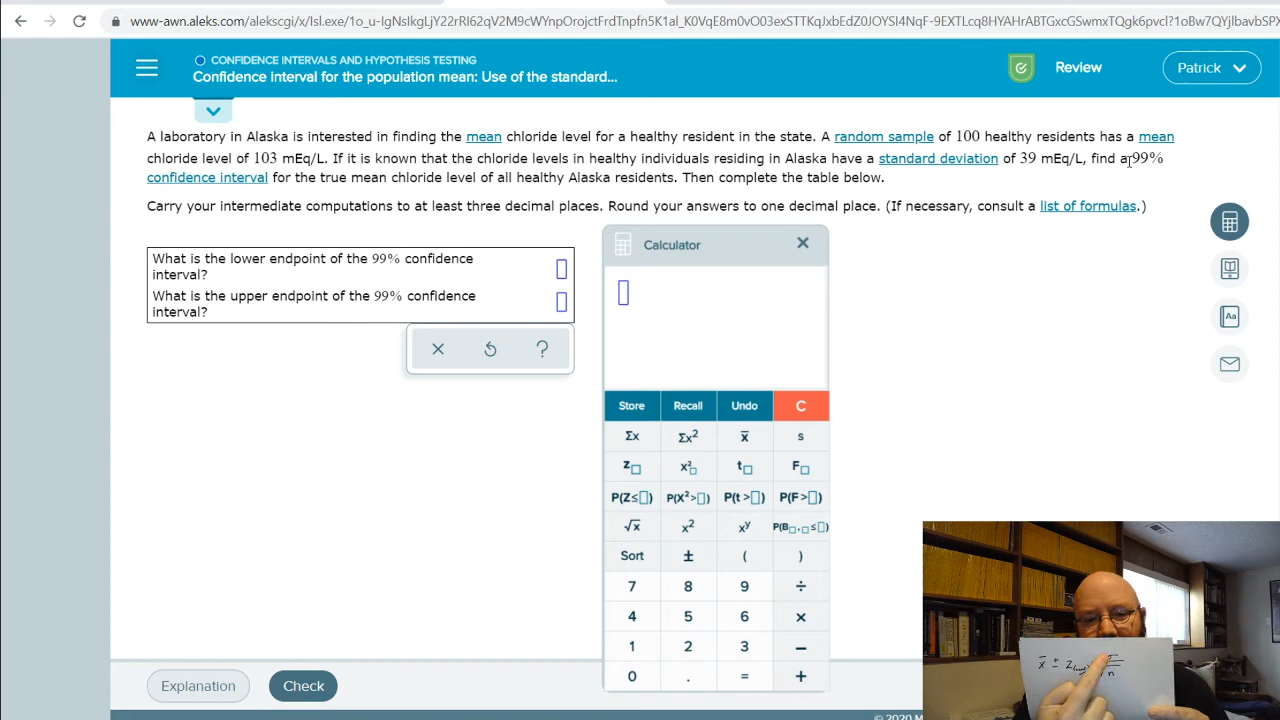 www-awn.aleks.com/alekscgi/x/Isl.exe/1o_u-IgNsIkgLjY22rRI62qV2M9cWYnpOrojctFrdTnpfn5K1al_K0VqE8m0vO03exSTTKqJxbEdZ0JOYSI4NqF-9EXTLcq8HYAHrABTGxcGSwmxTQgk6pvcl?1oBw7QYjlbavbSPX
CONFIDENCE INTERVALS AND HYPOTHESIS TESTING
Confidence interval for the population mean: Use of the standard...
Review
Patrick
A laboratory in Alaska is interested in finding the mean chloride level for a healthy resident in the state. A random sample of 100 healthy residents has a mean
chloride level of 103 mEq/L. If it is known that the chloride levels in healthy individuals residing in Alaska have a standard deviation of 39 mEq/L, find a 99%
confidence interval for the true mean chloride level of all healthy Alaska residents. Then complete the table below.
Carry your intermediate computations to at least three decimal places. Round your answers to one decimal place. (If necessary, consult a list of formulas.)
What is the lower endpoint of the 99% confidence
interval?
What is the upper endpoint of the 99% confidence
interval?
× ?
Calculator ×
Store Recall Undo C
Σx Σx² x̄ s
z□ χ²□ t□ F□
P(Z≤□) P(X²>□) P(t>□) P(F>□)
√x x² xʸ P(B□,□≤□)
Sort ± ( )
7 8 9 ÷
4 5 6 ×
1 2 3 −
0 . = +
Aa
Explanation
Check
x̄ ± z
n
© 2020 M